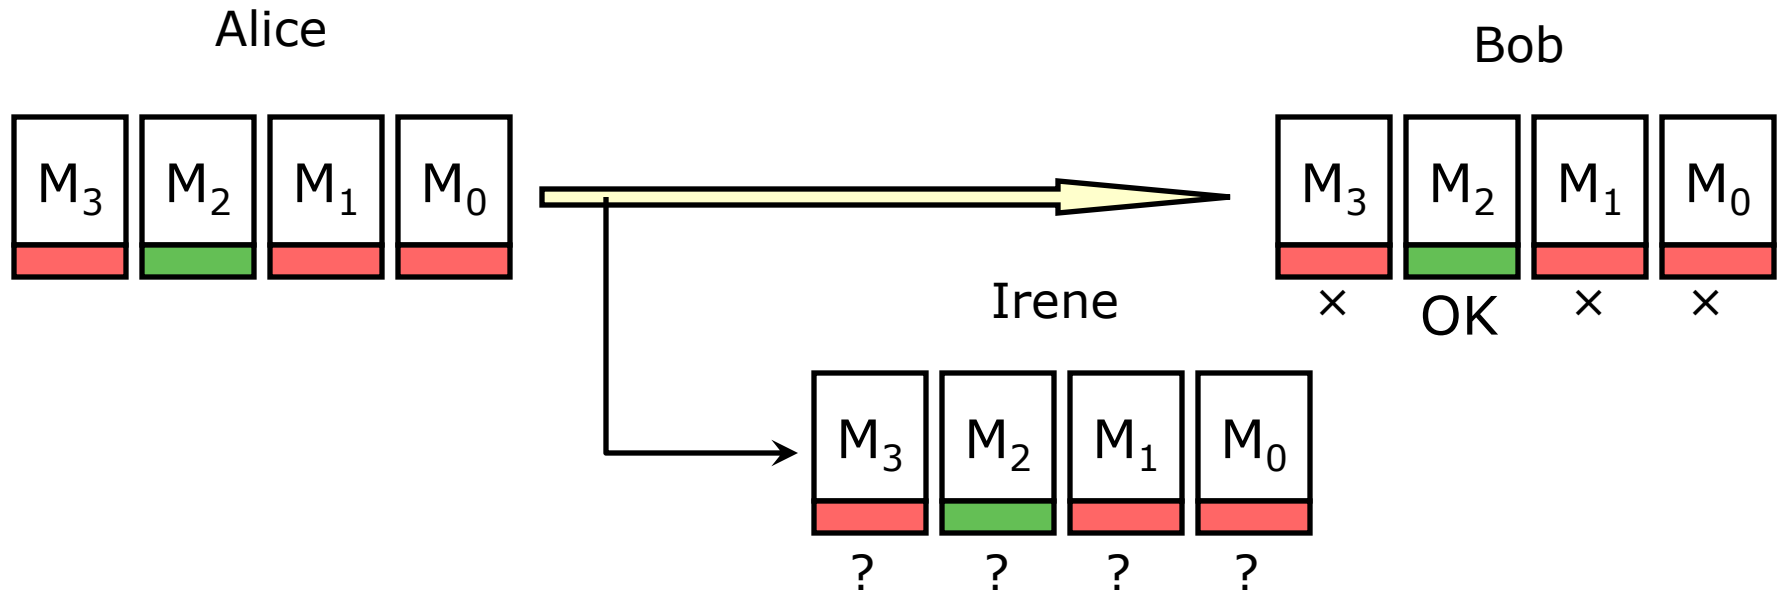 Alice
Bob
M₃ M₂ M₁ M₀
M₃ M₂ M₁ M₀
× OK × ×
Irene
M₃ M₂ M₁ M₀
? ? ? ?